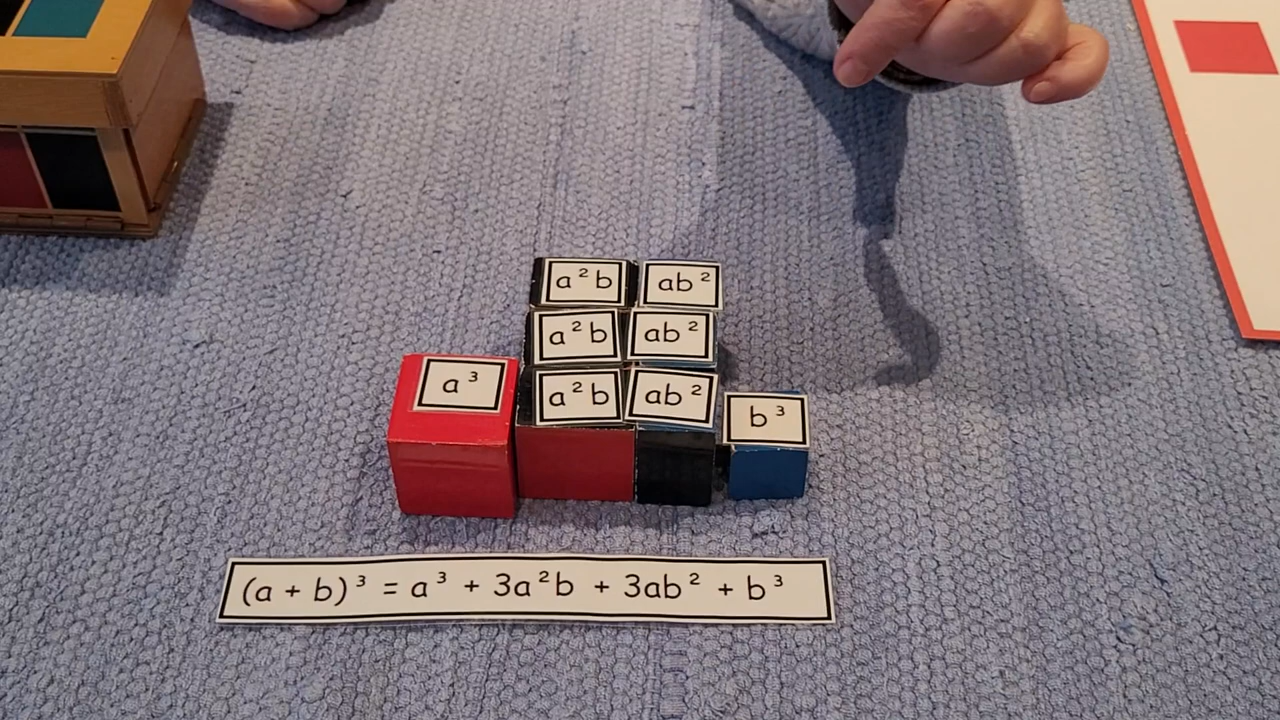 a²b ab²
a²b ab²
a³ a²b ab² b³
(a + b)³ = a³ + 3a²b + 3ab² + b³